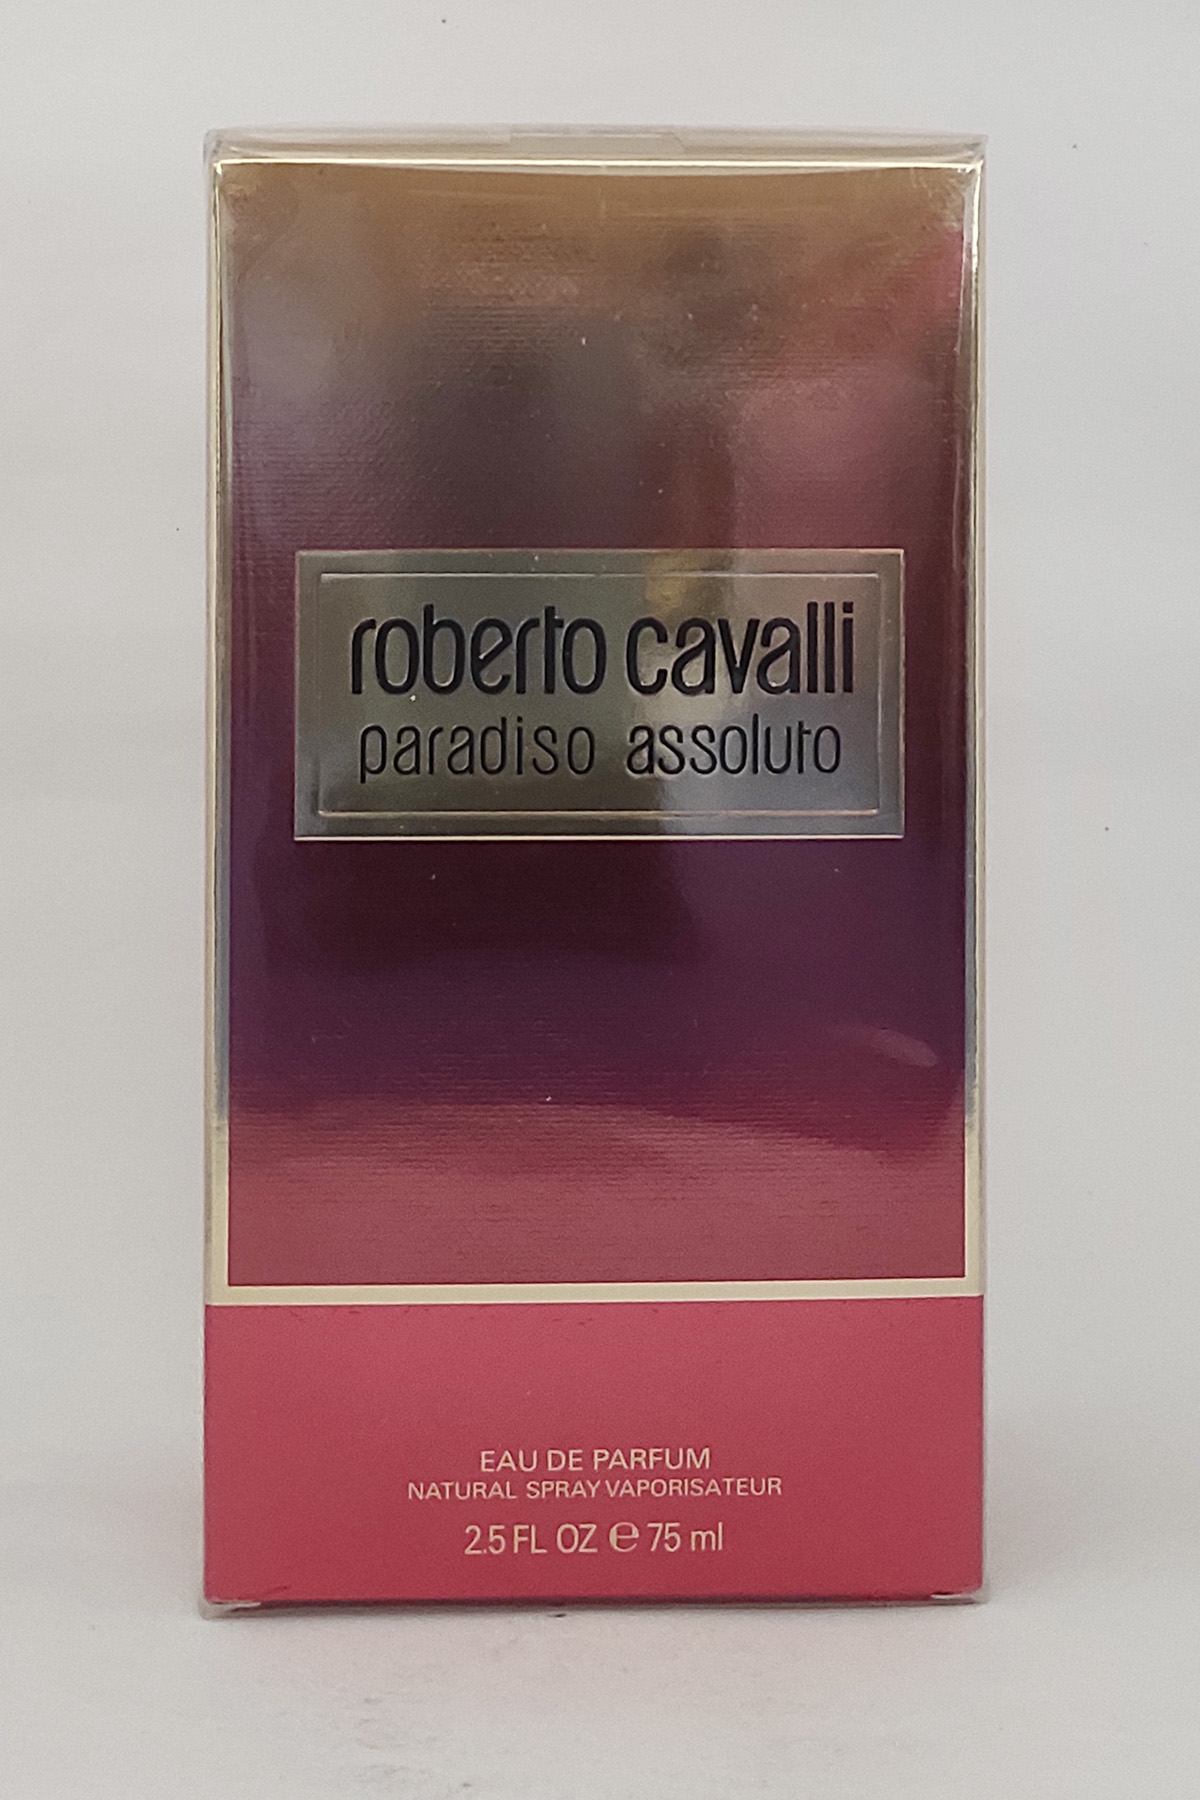 roberto cavalli
paradiso assoluto
EAU DE PARFUM
NATURAL SPRAY VAPORISATEUR
2.5 FL OZ ℮ 75 ml